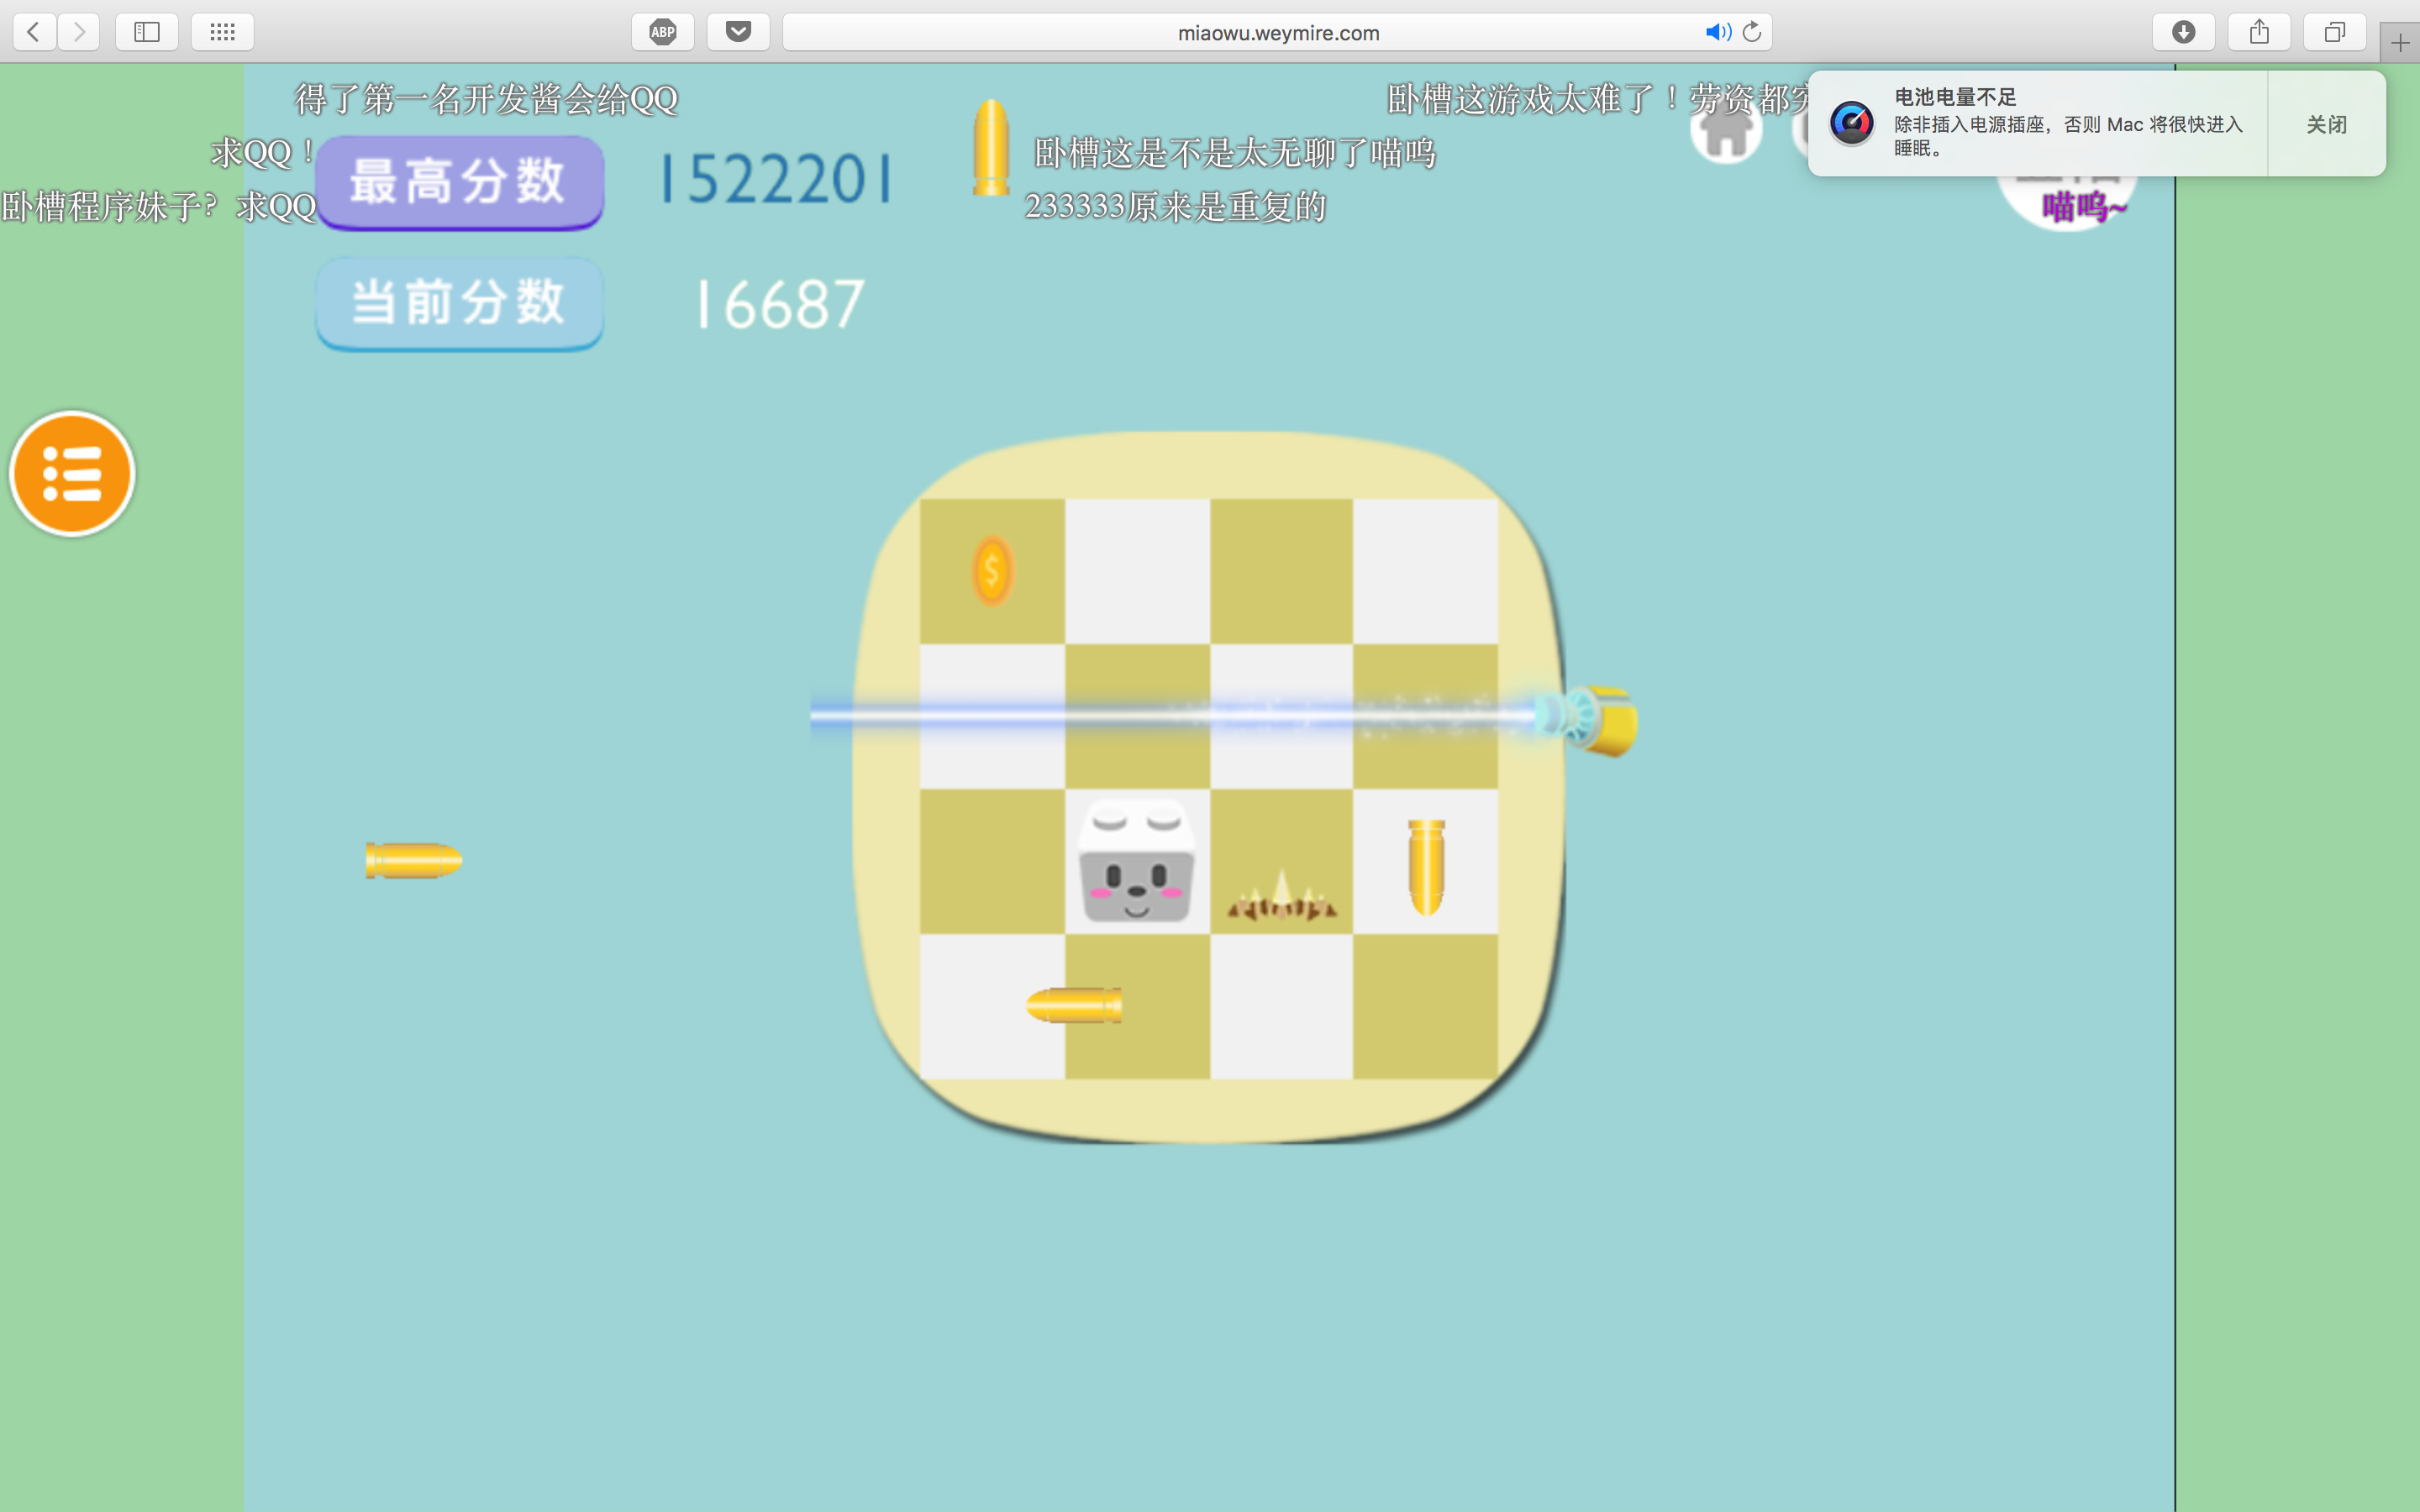 ABP
miaowu.weymire.com
得了第一名开发酱会给QQ
卧槽这游戏太难了！劳资都
电池电量不足
除非插入电源插座，否则 Mac 将很快进入
睡眠。
关闭
求QQ！
最高分数
1522201
卧槽这是不是太无聊了喵呜
卧槽程序妹子？求QQ
233333原来是重复的
喵呜~
当前分数
16687
$